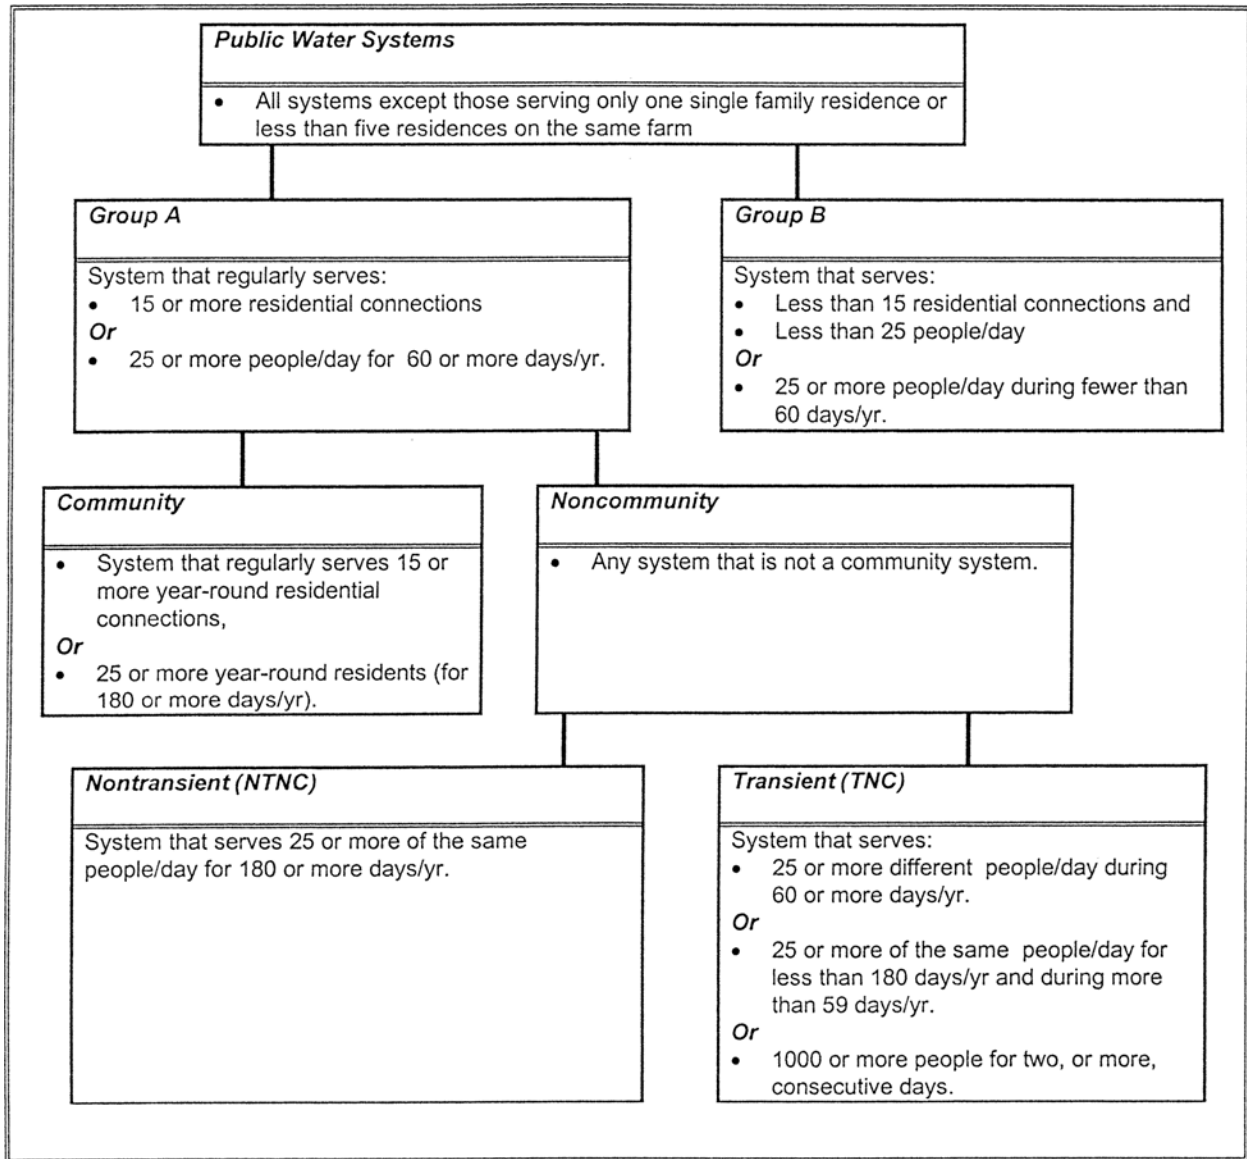 Public Water Systems
• All systems except those serving only one single family residence or
less than five residences on the same farm
Group A
System that regularly serves:
• 15 or more residential connections
Or
• 25 or more people/day for 60 or more days/yr.
Group B
System that serves:
• Less than 15 residential connections and
• Less than 25 people/day
Or
• 25 or more people/day during fewer than
60 days/yr.
Community
• System that regularly serves 15 or
more year-round residential
connections,
Or
• 25 or more year-round residents (for
180 or more days/yr).
Noncommunity
• Any system that is not a community system.
Nontransient (NTNC)
System that serves 25 or more of the same
people/day for 180 or more days/yr.
Transient (TNC)
System that serves:
• 25 or more different people/day during
60 or more days/yr.
Or
• 25 or more of the same people/day for
less than 180 days/yr and during more
than 59 days/yr.
Or
• 1000 or more people for two, or more,
consecutive days.